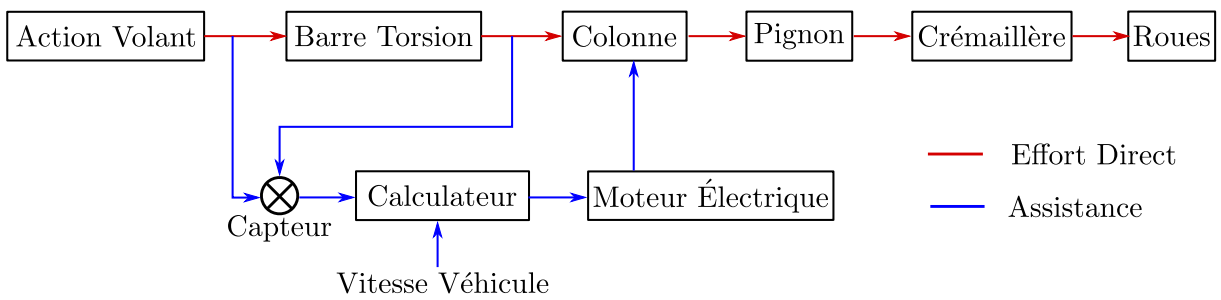 Action Volant
Barre Torsion
Colonne
Pignon
Crémaillère
Roues
Effort Direct
Calculateur
Moteur Électrique
Assistance
Capteur
Vitesse Véhicule